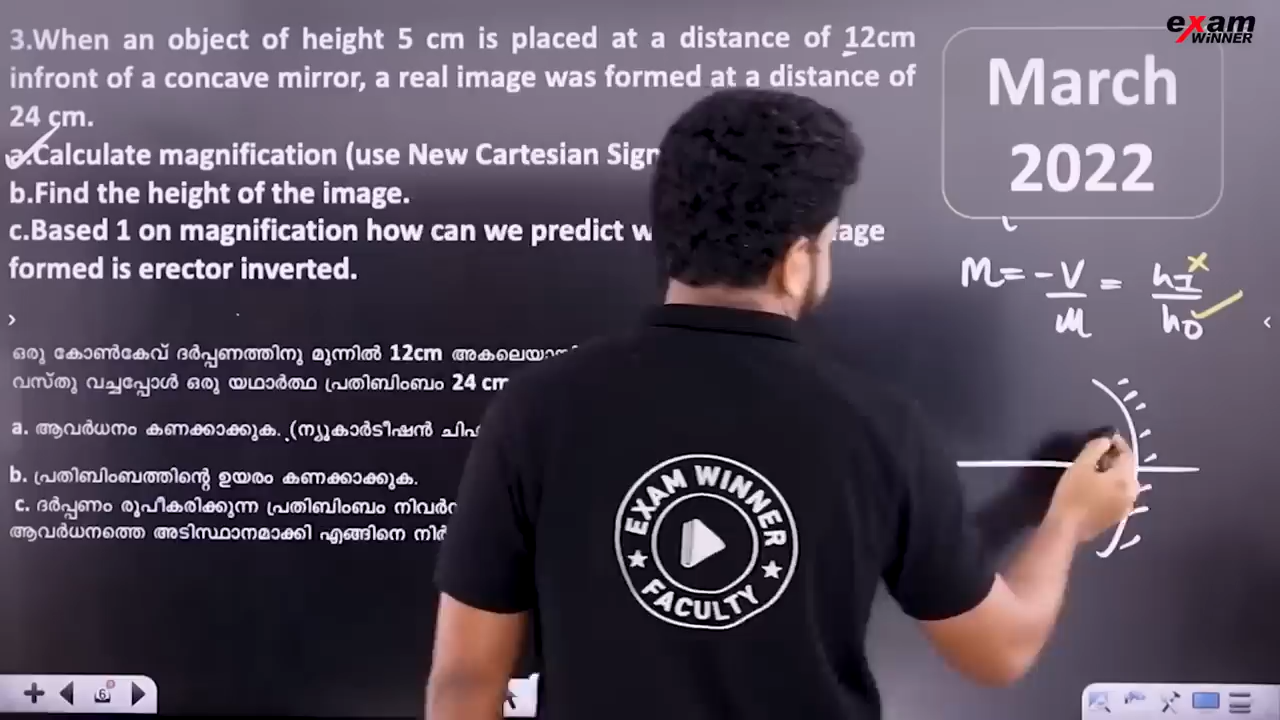 exam
WiNNER
3.When an object of height 5 cm is placed at a distance of 12cm
infront of a concave mirror, a real image was formed at a distance of
24 cm.
a.Calculate magnification (use New Cartesian Sign
b.Find the height of the image.
c.Based 1 on magnification how can we predict
formed is erector inverted.
ഒരു കോൺകേവ് ദർപ്പണത്തിനു മുന്നിൽ 12cm
വസ്തു വച്ചപ്പോൾ ഒരു യഥാർത്ഥ പ്രതിബിംബം 24 cm
a. ആവർധനം കണക്കാക്കുക. (ന്യൂകാർടീഷൻ
b. പ്രതിബിംബത്തിന്റെ ഉയരം കണക്കാക്കുക.
c. ദർപ്പണം രൂപീകരിക്കുന്ന പ്രതിബിംബം
ആവർധനത്തെ അടിസ്ഥാനമാക്കി എങ്ങിനെ
March
2022
M = -V/u = hI/hO
EXAM WINNER
FACULTY
6